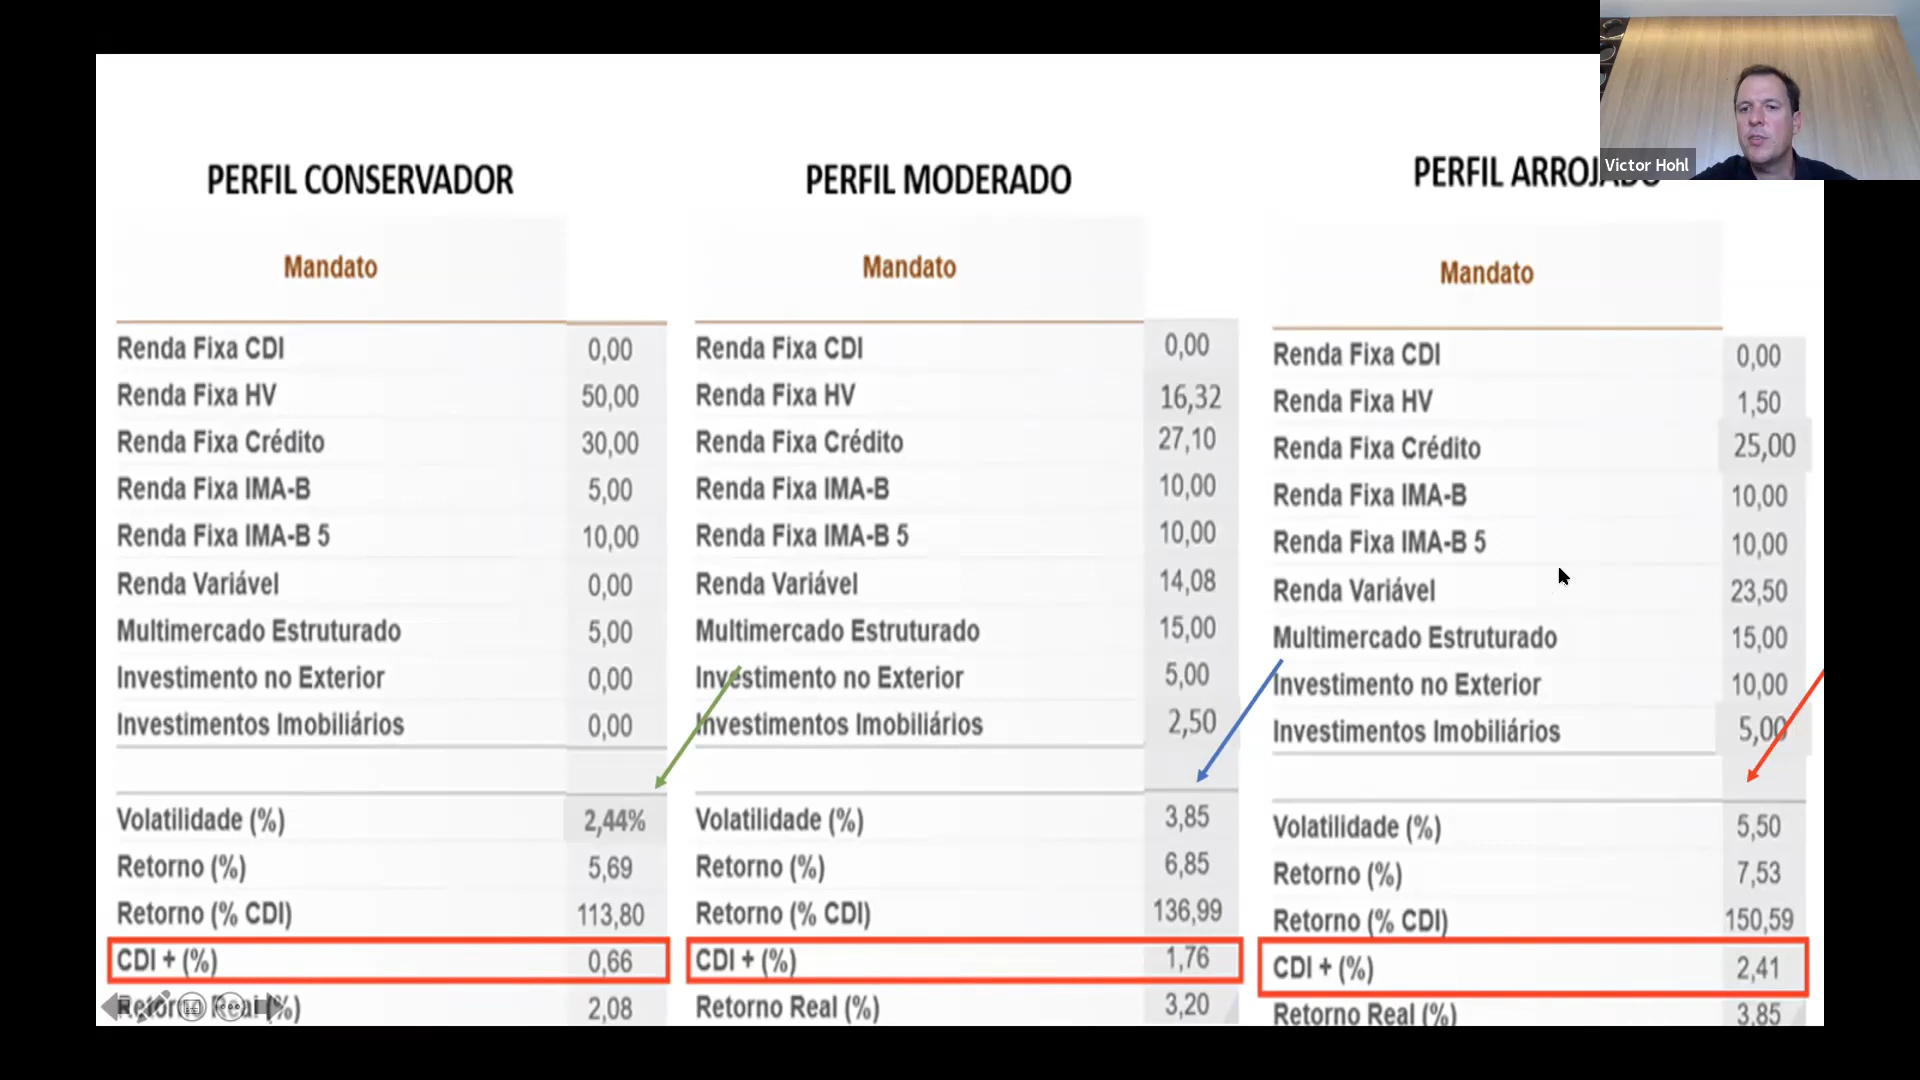 Victor Hohl
PERFIL CONSERVADOR
Mandato
Renda Fixa CDI 0,00
Renda Fixa HV 50,00
Renda Fixa Crédito 30,00
Renda Fixa IMA-B 5,00
Renda Fixa IMA-B 5 10,00
Renda Variável 0,00
Multimercado Estruturado 5,00
Investimento no Exterior 0,00
Investimentos Imobiliários 0,00
Volatilidade (%) 2,44%
Retorno (%) 5,69
Retorno (% CDI) 113,80
CDI + (%) 0,66
Retorno Real (%) 2,08
PERFIL MODERADO
Mandato
Renda Fixa CDI 0,00
Renda Fixa HV 16,32
Renda Fixa Crédito 27,10
Renda Fixa IMA-B 10,00
Renda Fixa IMA-B 5 10,00
Renda Variável 14,08
Multimercado Estruturado 15,00
Investimento no Exterior 5,00
Investimentos Imobiliários 2,50
Volatilidade (%) 3,85
Retorno (%) 6,85
Retorno (% CDI) 136,99
CDI + (%) 1,76
Retorno Real (%) 3,20
PERFIL ARROJADO
Mandato
Renda Fixa CDI 0,00
Renda Fixa HV 1,50
Renda Fixa Crédito 25,00
Renda Fixa IMA-B 10,00
Renda Fixa IMA-B 5 10,00
Renda Variável 23,50
Multimercado Estruturado 15,00
Investimento no Exterior 10,00
Investimentos Imobiliários 5,00
Volatilidade (%) 5,50
Retorno (%) 7,53
Retorno (% CDI) 150,59
CDI + (%) 2,41
Retorno Real (%) 3,85